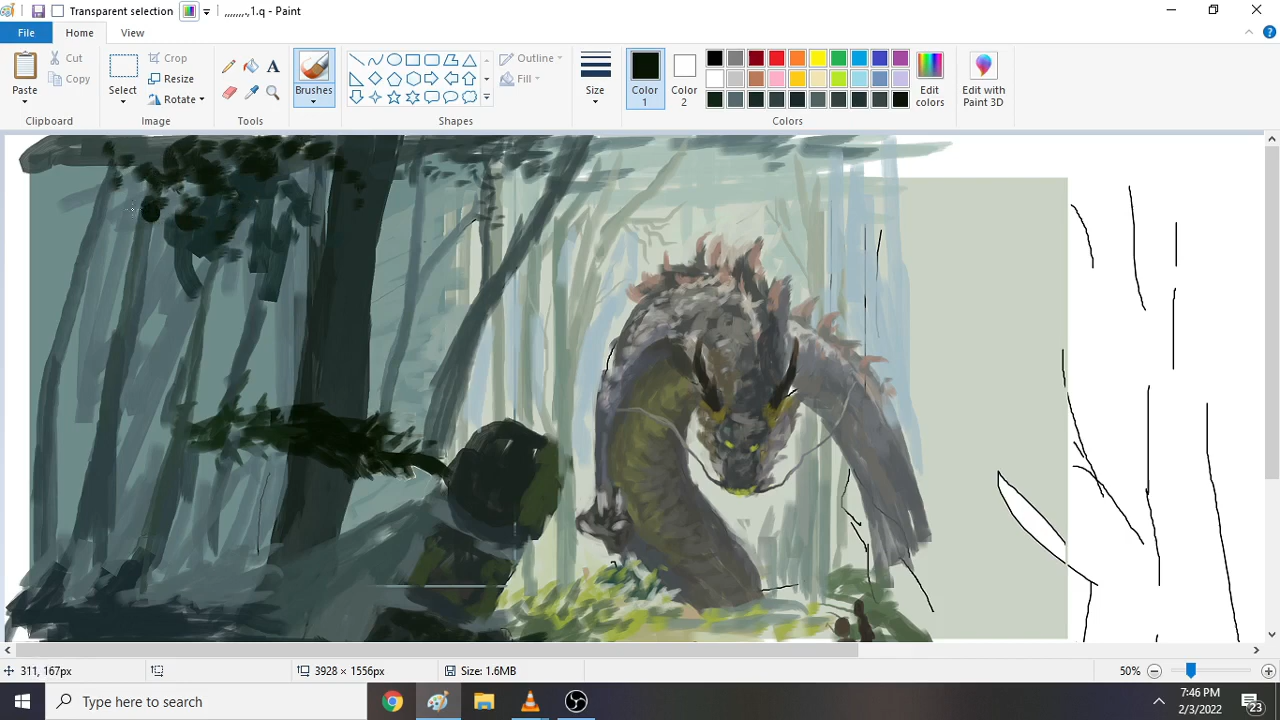 Transparent selection
,,,,,,,,1.q - Paint
File
Home
View
Paste
Cut
Copy
Clipboard
Select
Crop
Resize
Rotate
Image
Tools
Brushes
Shapes
Outline
Fill
Size
Color 1
Color 2
Edit colors
Edit with Paint 3D
Colors
311, 167px
3928 × 1556px
Size: 1.6MB
50%
Type here to search
7:46 PM
2/3/2022
23